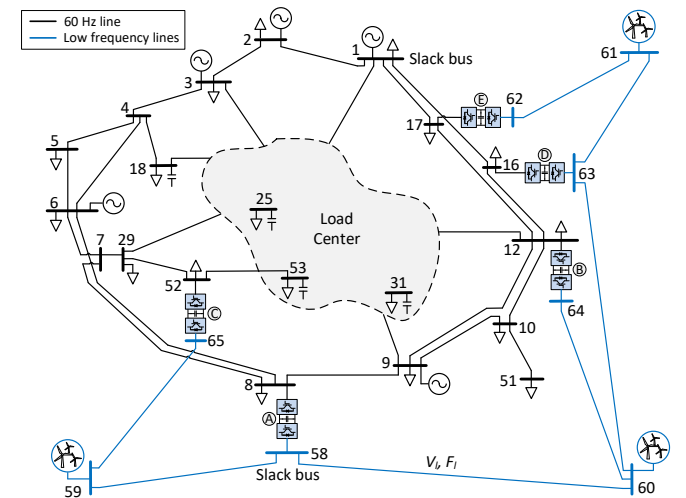 60 Hz line
Low frequency lines
2
1
Slack bus
61
3
4
E
62
17
5
18
16
D
63
6
25
Load
Center
7
29
12
53
31
B
52
64
C
65
10
9
8
51
A
58
V_l, F_l
59
Slack bus
60